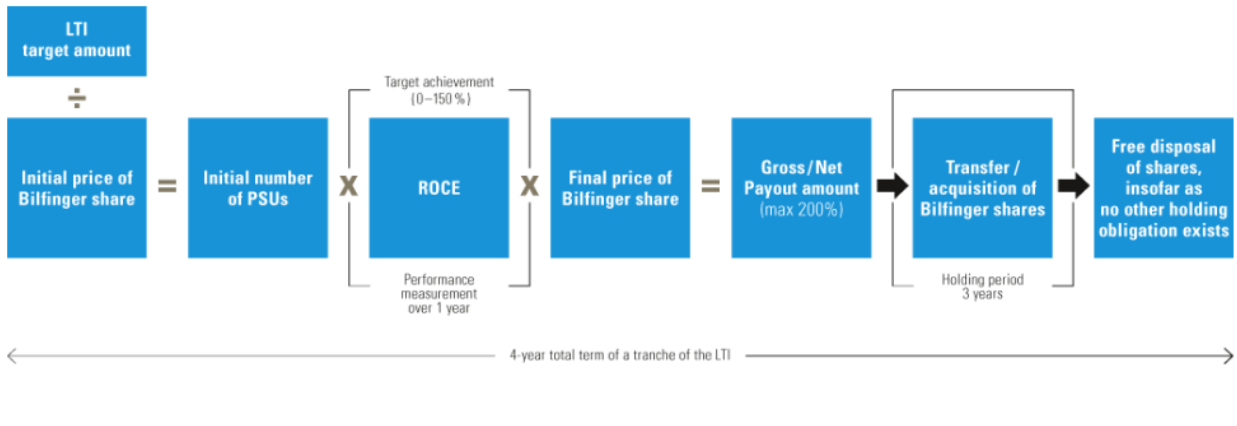 LTI
target amount
÷
Initial price of
Bilfinger share
=
Initial number
of PSUs
x
Target achievement
(0–150 %)
ROCE
Performance
measurement
over 1 year
x
Final price of
Bilfinger share
=
Gross/Net
Payout amount
(max 200%)
Transfer /
acquisition of
Bilfinger shares
Holding period
3 years
Free disposal
of shares,
insofar as
no other holding
obligation exists
4-year total term of a tranche of the LTI